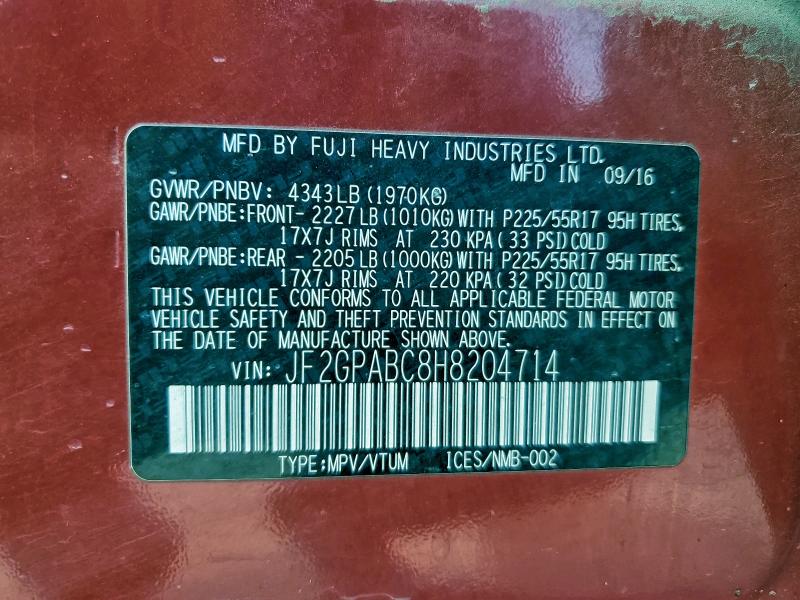 MFD BY FUJI HEAVY INDUSTRIES LTD.
MFD IN 09/16
GVWR/PNBV: 4343LB (1970KG)
GAWR/PNBE:FRONT- 2227LB (1010KG) WITH P225/55R17 95H TIRES,
17X7J RIMS AT 230 KPA ( 33 PSI) COLD
GAWR/PNBE:REAR - 2205LB (1000KG) WITH P225/55R17 95H TIRES,
17X7J RIMS AT 220 KPA ( 32 PSI) COLD
THIS VEHICLE CONFORMS TO ALL APPLICABLE FEDERAL MOTOR
VEHICLE SAFETY AND THEFT PREVENTION STANDARDS IN EFFECT ON
THE DATE OF MANUFACTURE SHOWN ABOVE.
VIN: JF2GPABC8H8204714
TYPE:MPV/VTUM ICES/NMB-002